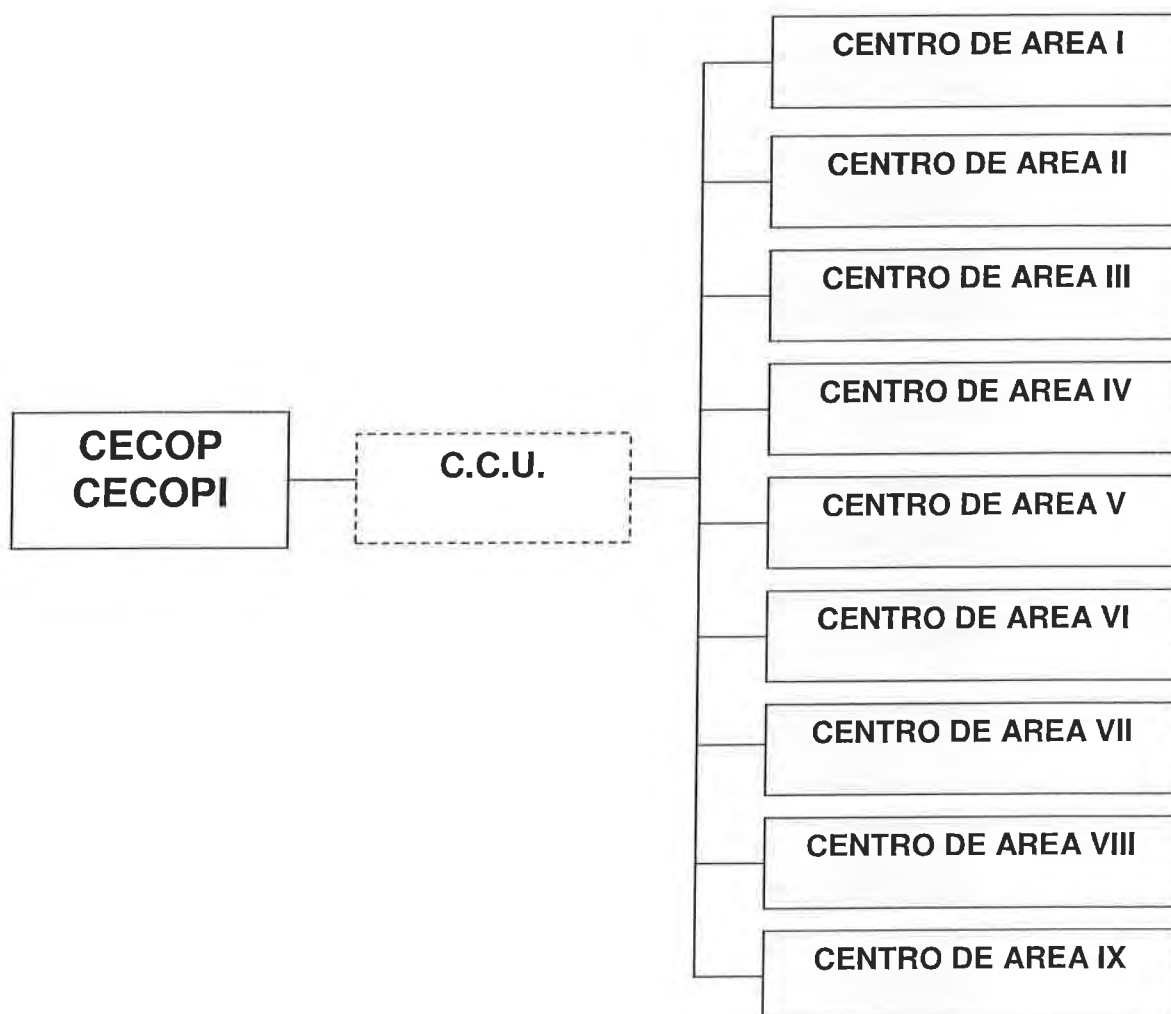 CENTRO DE AREA I
CENTRO DE AREA II
CENTRO DE AREA III
CENTRO DE AREA IV
CECOP
CECOPI
C.C.U.
CENTRO DE AREA V
CENTRO DE AREA VI
CENTRO DE AREA VII
CENTRO DE AREA VIII
CENTRO DE AREA IX